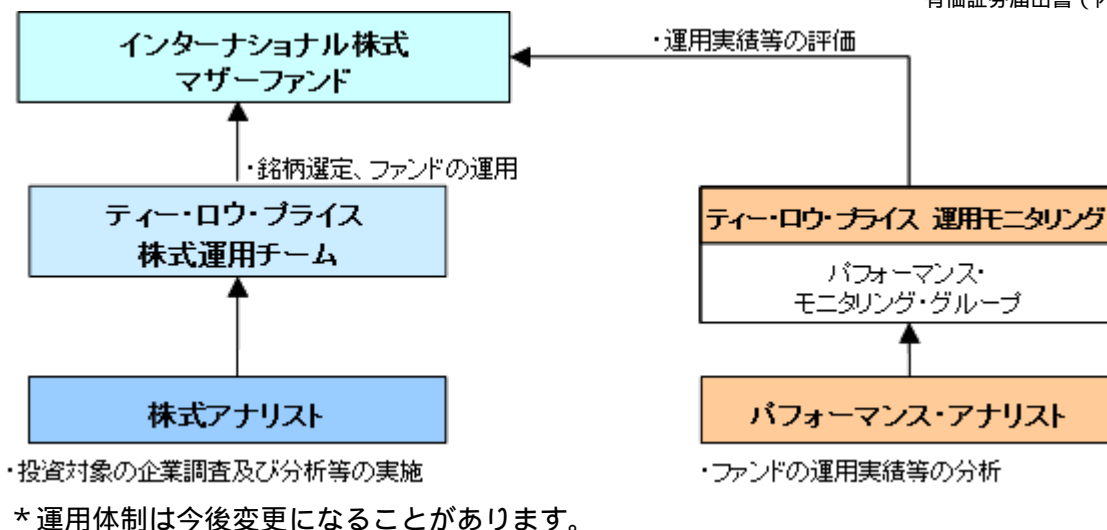 インターナショナル株式
マザーファンド
・運用実績等の評価
・銘柄選定、ファンドの運用
ティー・ロウ・プライス
株式運用チーム
ティー・ロウ・プライス 運用モニタリング
パフォーマンス・
モニタリング・グループ
株式アナリスト
パフォーマンス・アナリスト
・投資対象の企業調査及び分析等の実施
・ファンドの運用実績等の分析
*運用体制は今後変更になることがあります。